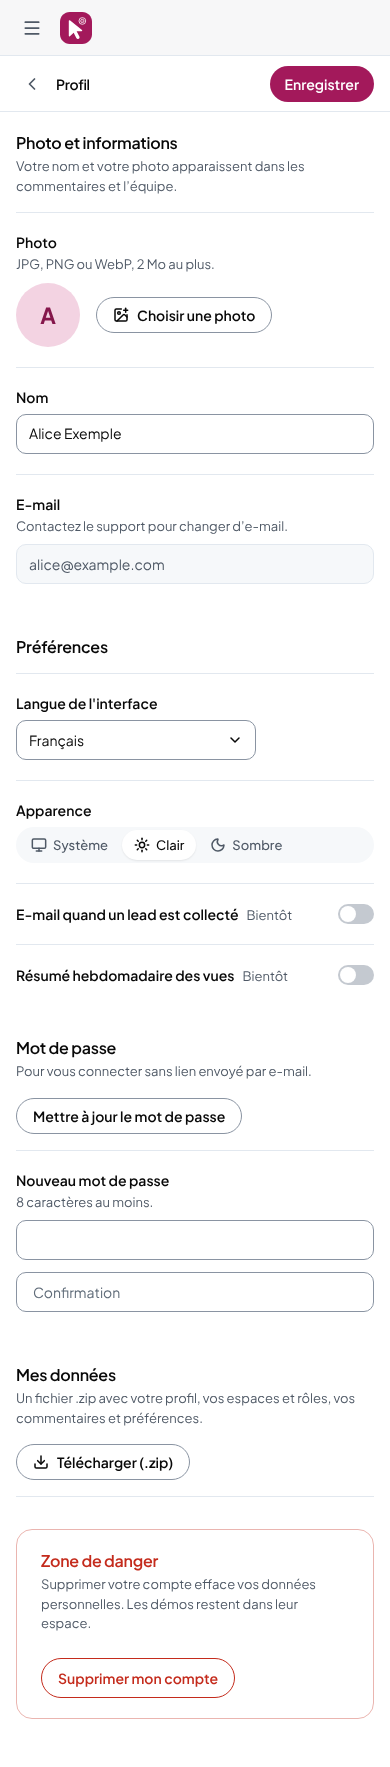 Profil
Enregistrer
Photo et informations
Votre nom et votre photo apparaissent dans les
commentaires et l'équipe.
Photo
JPG, PNG ou WebP, 2 Mo au plus.
A
Choisir une photo
Nom
Alice Exemple
E-mail
Contactez le support pour changer d'e-mail.
alice@example.com
Préférences
Langue de l'interface
Français
Apparence
Système
Clair
Sombre
E-mail quand un lead est collecté Bientôt
Résumé hebdomadaire des vues Bientôt
Mot de passe
Pour vous connecter sans lien envoyé par e-mail.
Mettre à jour le mot de passe
Nouveau mot de passe
8 caractères au moins.
Confirmation
Mes données
Un fichier .zip avec votre profil, vos espaces et rôles, vos
commentaires et préférences.
Télécharger (.zip)
Zone de danger
Supprimer votre compte efface vos données
personnelles. Les démos restent dans leur
espace.
Supprimer mon compte